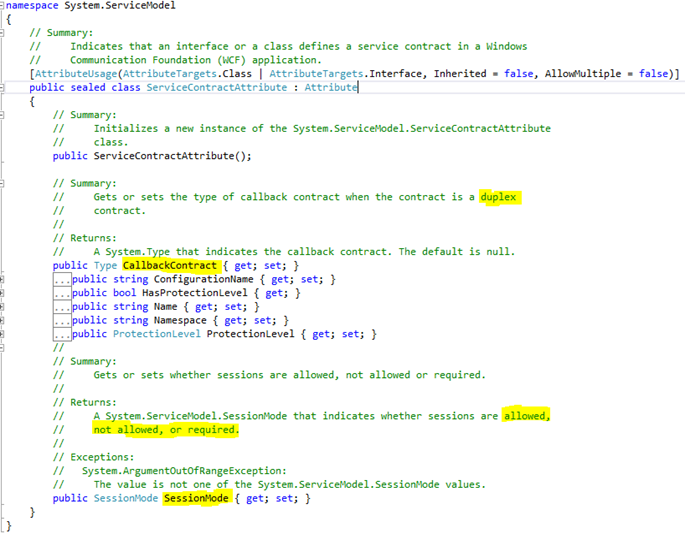 namespace System.ServiceModel
{
// Summary:
//     Indicates that an interface or a class defines a service contract in a Windows
//     Communication Foundation (WCF) application.
[AttributeUsage(AttributeTargets.Class | AttributeTargets.Interface, Inherited = false, AllowMultiple = false)]
public sealed class ServiceContractAttribute : Attribute
{
// Summary:
//     Initializes a new instance of the System.ServiceModel.ServiceContractAttribute
//     class.
public ServiceContractAttribute();
// Summary:
//     Gets or sets the type of callback contract when the contract is a duplex
//     contract.
//
// Returns:
//     A System.Type that indicates the callback contract. The default is null.
public Type CallbackContract { get; set; }
...public string ConfigurationName { get; set; }
...public bool HasProtectionLevel { get; }
...public string Name { get; set; }
...public string Namespace { get; set; }
...public ProtectionLevel ProtectionLevel { get; set; }
//
// Summary:
//     Gets or sets whether sessions are allowed, not allowed or required.
//
// Returns:
//     A System.ServiceModel.SessionMode that indicates whether sessions are allowed,
//     not allowed, or required.
//
// Exceptions:
//   System.ArgumentOutOfRangeException:
//     The value is not one of the System.ServiceModel.SessionMode values.
public SessionMode SessionMode { get; set; }
}
}